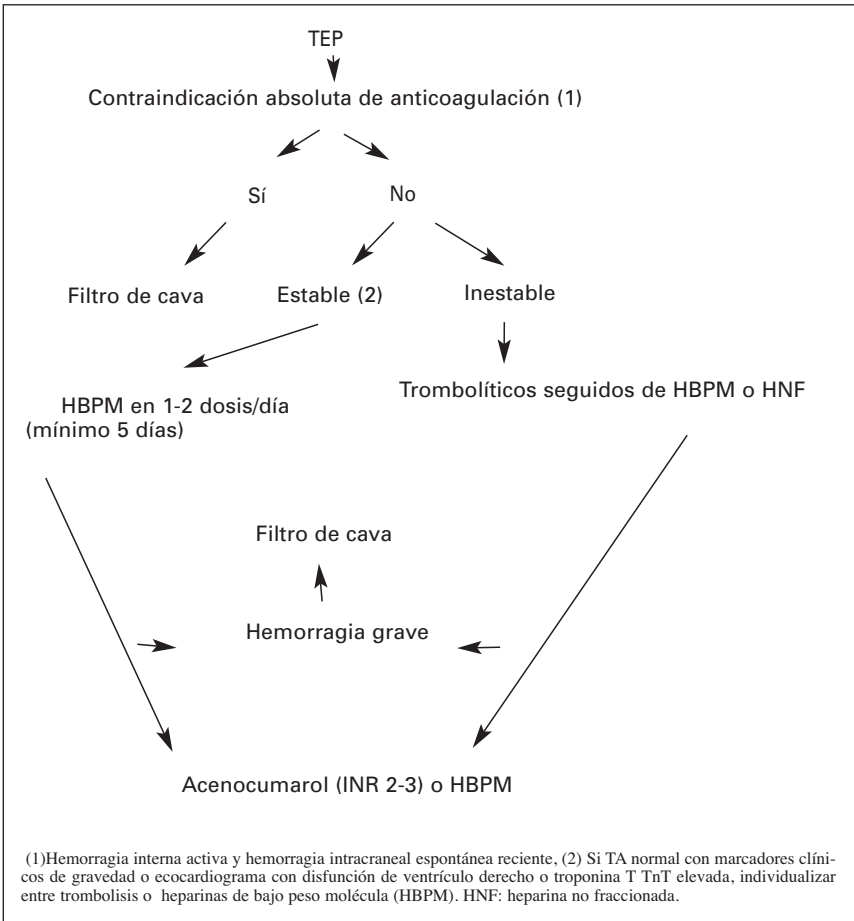 TEP
Contraindicación absoluta de anticoagulación (1)
Sí No
Filtro de cava Estable (2) Inestable
HBPM en 1-2 dosis/día
(mínimo 5 días)
Trombolíticos seguidos de HBPM o HNF
Filtro de cava
Hemorragia grave
Acenocumarol (INR 2-3) o HBPM
(1)Hemorragia interna activa y hemorragia intracraneal espontánea reciente, (2) Si TA normal con marcadores clíni-
cos de gravedad o ecocardiograma con disfunción de ventrículo derecho o troponina T TnT elevada, individualizar
entre trombolisis o heparinas de bajo peso molécula (HBPM). HNF: heparina no fraccionada.